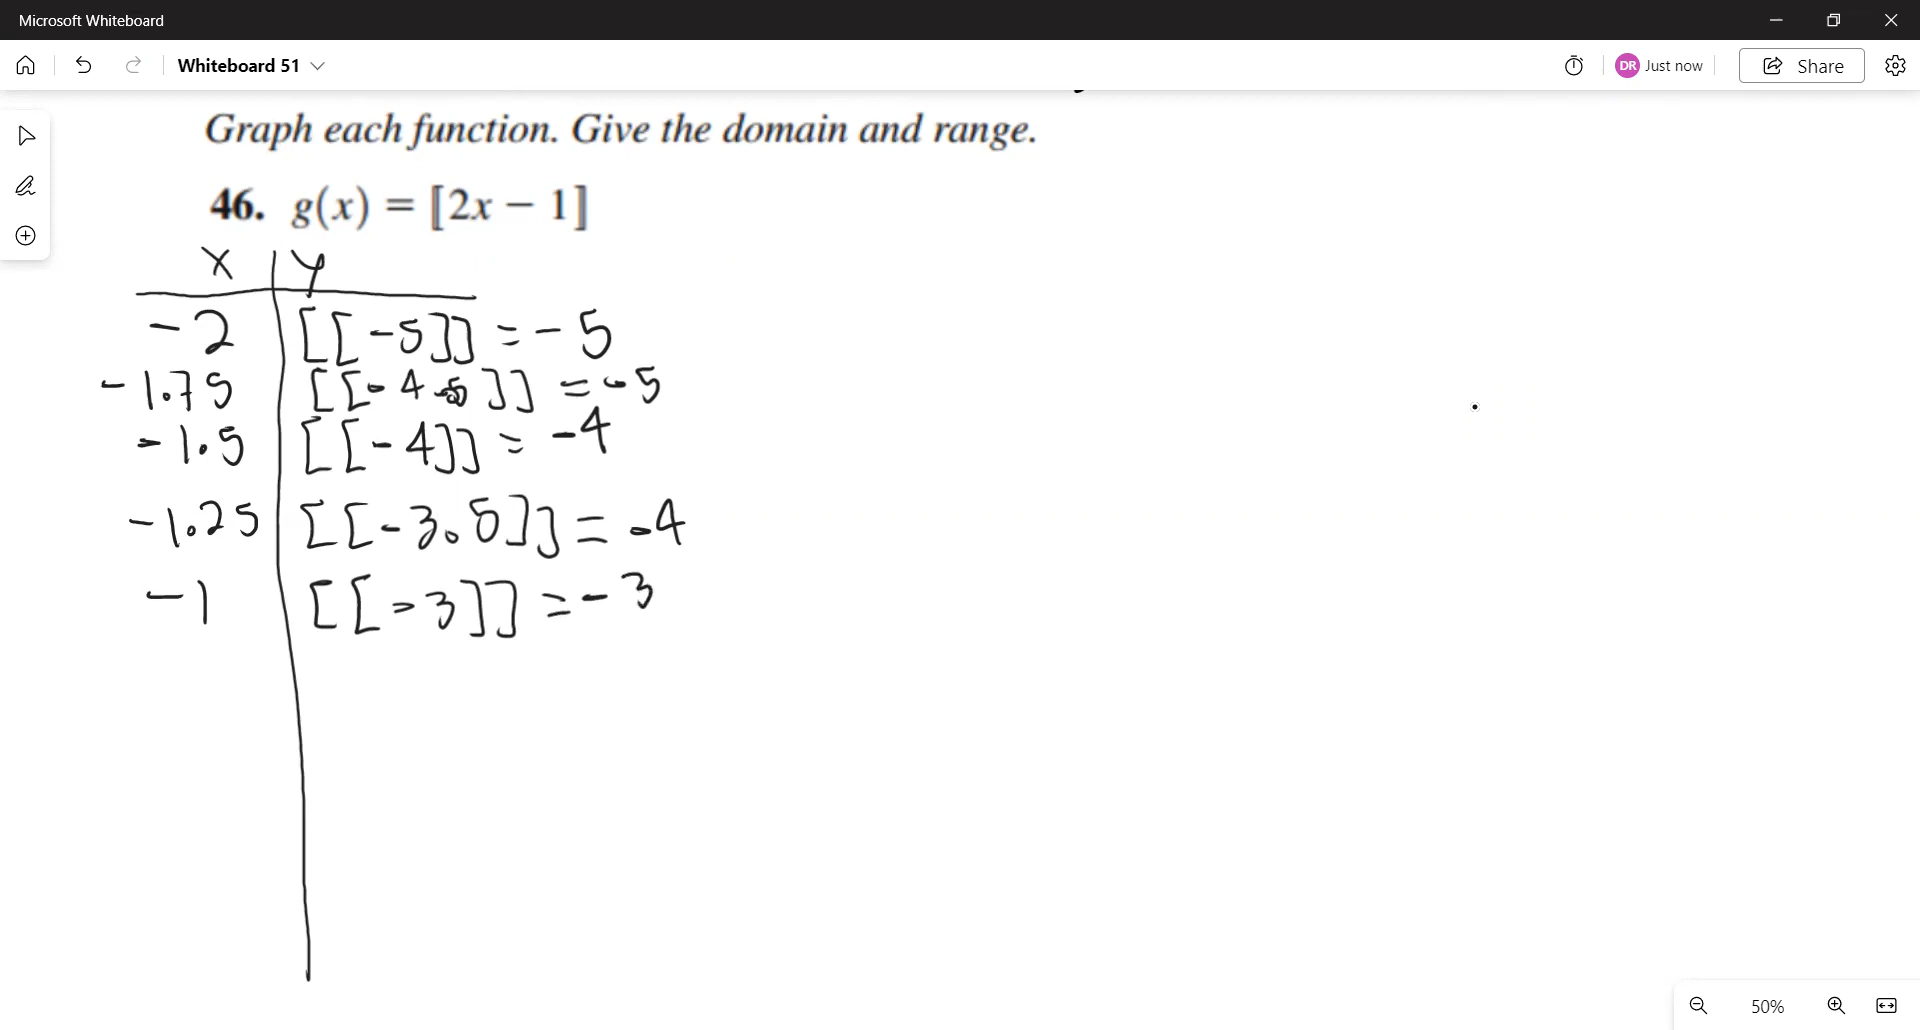 Microsoft Whiteboard
Whiteboard 51
DR Just now
Share
Graph each function. Give the domain and range.
46. g(x) = [2x − 1]
x | y
-2 [[-5]] = -5
-1.75 [[-4.5]] = -5
-1.5 [[-4]] = -4
-1.25 [[-3.5]] = -4
-1 [[-3]] = -3
50%